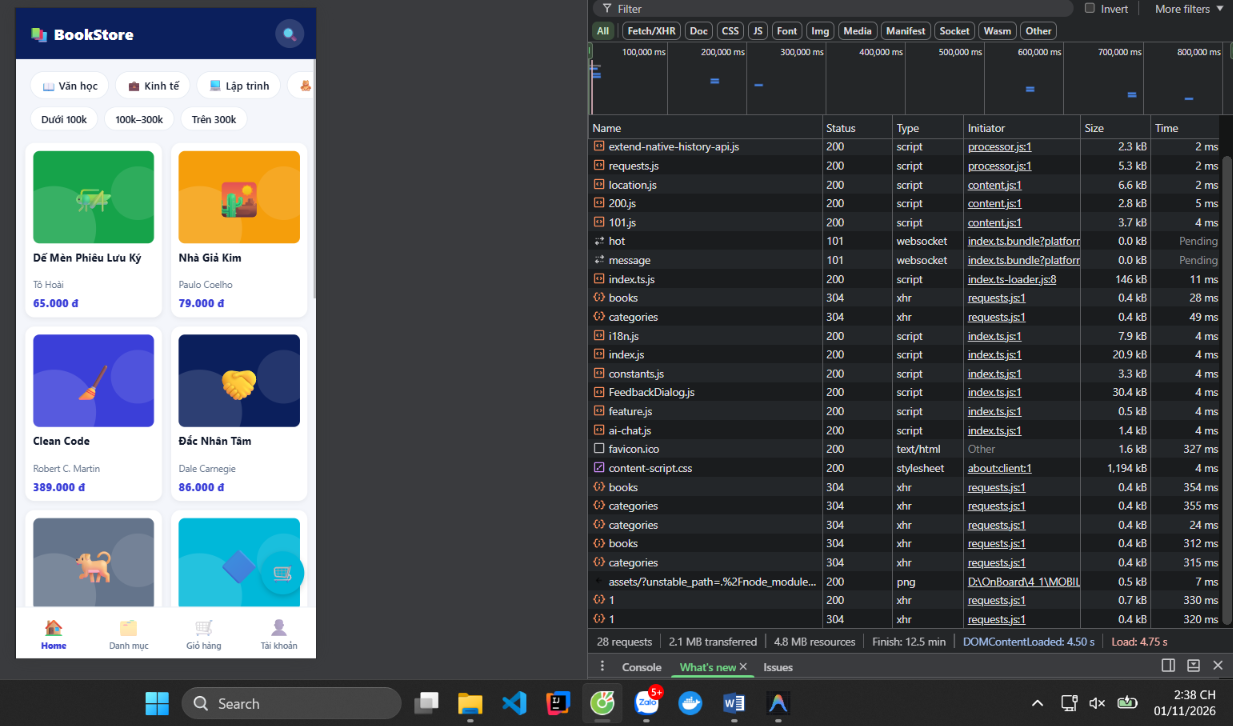 BookStore
Văn học Kinh tế Lập trình
Dưới 100k 100k–300k Trên 300k
Dế Mèn Phiêu Lưu Ký
Tô Hoài
65.000 đ
Nhà Giả Kim
Paulo Coelho
79.000 đ
Clean Code
Robert C. Martin
389.000 đ
Đắc Nhân Tâm
Dale Carnegie
86.000 đ
Home Danh mục Giỏ hàng Tài khoản
Filter Invert More filters
All Fetch/XHR Doc CSS JS Font Img Media Manifest Socket Wasm Other
100,000 ms 200,000 ms 300,000 ms 400,000 ms 500,000 ms 600,000 ms 700,000 ms 800,000 ms
Name Status Type Initiator Size Time
extend-native-history-api.js 200 script processor.js:1 2.3 kB 2 ms
requests.js 200 script processor.js:1 5.3 kB 2 ms
location.js 200 script content.js:1 6.6 kB 2 ms
200.js 200 script content.js:1 2.8 kB 5 ms
101.js 200 script content.js:1 3.7 kB 4 ms
hot 101 websocket index.ts.bundle?platforr 0.0 kB Pending
message 101 websocket index.ts.bundle?platforr 0.0 kB Pending
index.ts.js 200 script index.ts-loader.js:8 146 kB 11 ms
books 304 xhr requests.js:1 0.4 kB 28 ms
categories 304 xhr requests.js:1 0.4 kB 49 ms
i18n.js 200 script index.ts.js:1 7.9 kB 4 ms
index.js 200 script index.ts.js:1 20.9 kB 4 ms
constants.js 200 script index.ts.js:1 3.3 kB 4 ms
FeedbackDialog.js 200 script index.ts.js:1 30.4 kB 4 ms
feature.js 200 script index.ts.js:1 0.5 kB 4 ms
ai-chat.js 200 script index.ts.js:1 1.4 kB 4 ms
favicon.ico 200 text/html Other 1.6 kB 327 ms
content-script.css 200 stylesheet about:client:1 1,194 kB 4 ms
books 304 xhr requests.js:1 0.4 kB 354 ms
categories 304 xhr requests.js:1 0.4 kB 355 ms
categories 304 xhr requests.js:1 0.4 kB 24 ms
books 304 xhr requests.js:1 0.4 kB 312 ms
categories 304 xhr requests.js:1 0.4 kB 315 ms
assets/?unstable_path=.%2Fnode_module... 200 png D:\OnBoard\4_1\MOBIL 0.5 kB 7 ms
1 200 xhr requests.js:1 0.7 kB 330 ms
1 304 xhr requests.js:1 0.4 kB 320 ms
28 requests 2.1 MB transferred 4.8 MB resources Finish: 12.5 min DOMContentLoaded: 4.50 s Load: 4.75 s
Console What's new Issues
Search
Zalo
5+
2:38 CH
01/11/2026